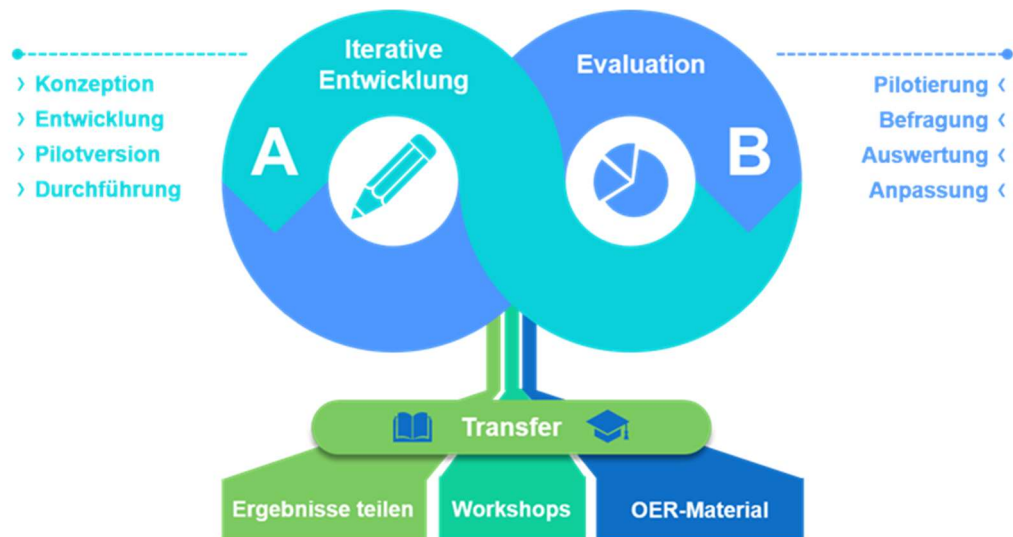 Iterative
Entwicklung
Evaluation
› Konzeption
› Entwicklung
› Pilotversion
› Durchführung
A
B
Pilotierung ‹
Befragung ‹
Auswertung ‹
Anpassung ‹
Transfer
Ergebnisse teilen
Workshops
OER-Material